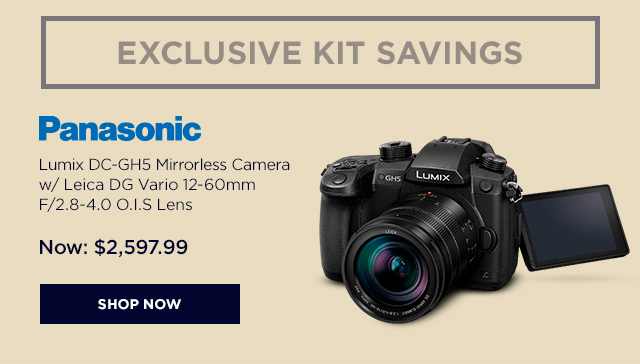 EXCLUSIVE KIT SAVINGS
Panasonic
Lumix DC-GH5 Mirrorless Camera
w/ Leica DG Vario 12-60mm
F/2.8-4.0 O.I.S Lens
Now: $2,597.99
SHOP NOW
GH5
LUMIX
LEICA
L